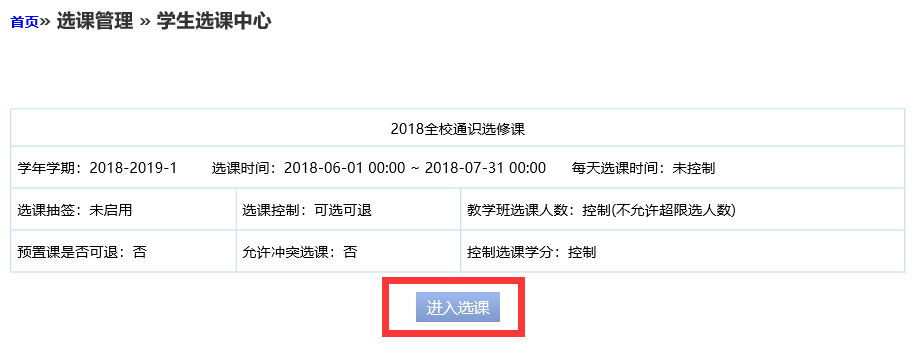 首页» 选课管理 » 学生选课中心
2018全校通识选修课
学年学期：2018-2019-1 选课时间：2018-06-01 00:00 ~ 2018-07-31 00:00 每天选课时间：未控制
选课抽签：未启用 选课控制：可选可退 教学班选课人数：控制(不允许超限选人数)
预置课是否可退：否 允许冲突选课：否 控制选课学分：控制
进入选课